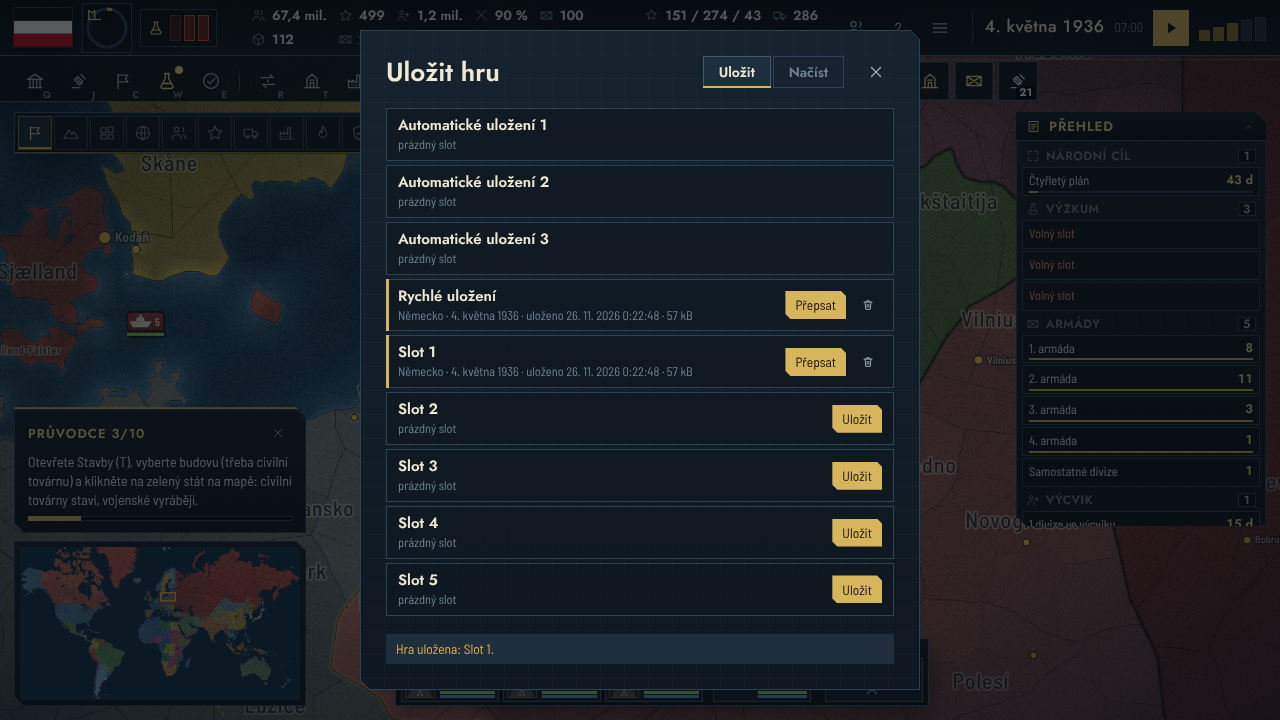 67,4 mil. 499 1,2 mil. 90 % 100 151 / 274 / 43 286
112
4. května 1936 07:00
Q J C W E R T
21
Uložit hru
Uložit Načíst
Automatické uložení 1
prázdný slot
Automatické uložení 2
prázdný slot
Automatické uložení 3
prázdný slot
Rychlé uložení
Německo · 4. května 1936 · uloženo 26. 11. 2026 0:22:48 · 57 kB
Přepsat
Slot 1
Německo · 4. května 1936 · uloženo 26. 11. 2026 0:22:48 · 57 kB
Přepsat
Slot 2
prázdný slot
Uložit
Slot 3
prázdný slot
Uložit
Slot 4
prázdný slot
Uložit
Slot 5
prázdný slot
Uložit
Hra uložena: Slot 1.
PŘEHLED
NÁRODNÍ CÍL 1
Čtyřletý plán 43 d
VÝZKUM 3
Volný slot
Volný slot
Volný slot
ARMÁDY 5
1. armáda 8
2. armáda 11
3. armáda 3
4. armáda 1
Samostatné divize 1
VÝCVIK 1
1 divize ve výcviku 15 d
Skåne
Kodaň
Sjælland
5
PRŮVODCE 3/10
Otevřete Stavby (T), vyberte budovu (třeba civilní
továrnu) a klikněte na zelený stát na mapě: civilní
továrny staví, vojenské vyrábějí.
Vilnius
Polesí